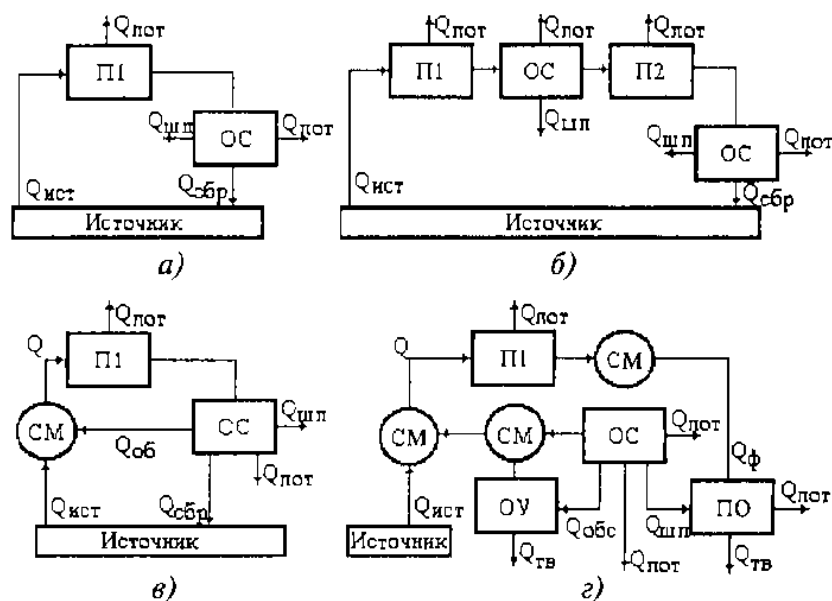 Qпот
П1
Qшп
ОС
Qпот
Qист
Qсбр
Источник
а)
Qпот
Qпот
Qпот
П1
ОС
П2
Qшп
Qшп
ОС
Qпот
Qист
Qсбр
Источник
б)
Qпот
Q
П1
СМ
Qоб
СС
Qшп
Qпот
Qист
Qсбр
Источник
в)
Qпот
Q
П1
СМ
СМ
СМ
ОС
Qпот
Qф
Qист
ОУ
Qобс
Qшп
ПО
Qпот
Источник
Qтв
Qпот
Qтв
г)